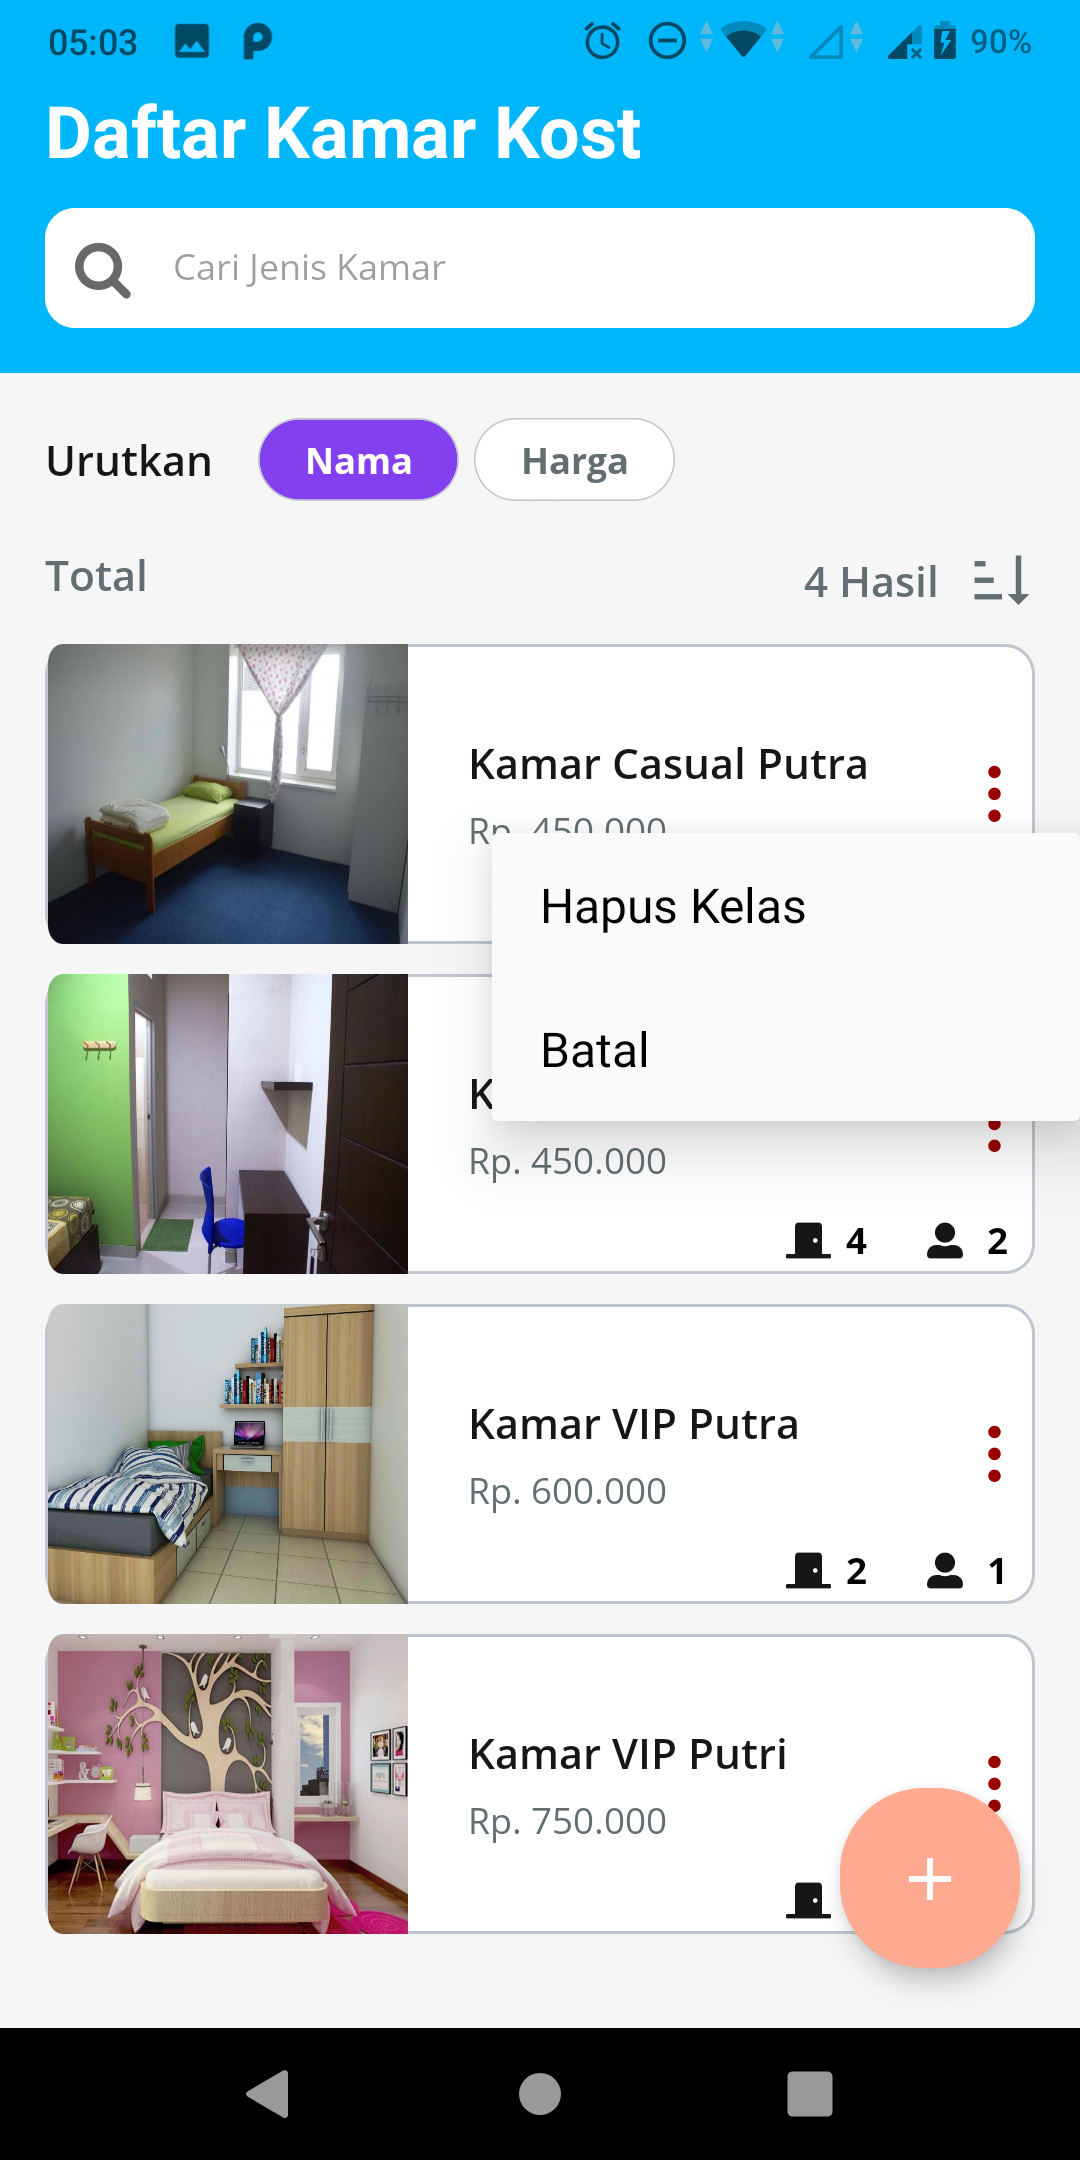 05:03
90%
Daftar Kamar Kost
Cari Jenis Kamar
Urutkan
Nama
Harga
Total
4 Hasil
Kamar Casual Putra
Rp. 450.000
Hapus Kelas
Batal
K
Rp. 450.000
4
2
Kamar VIP Putra
Rp. 600.000
2
1
Kamar VIP Putri
Rp. 750.000